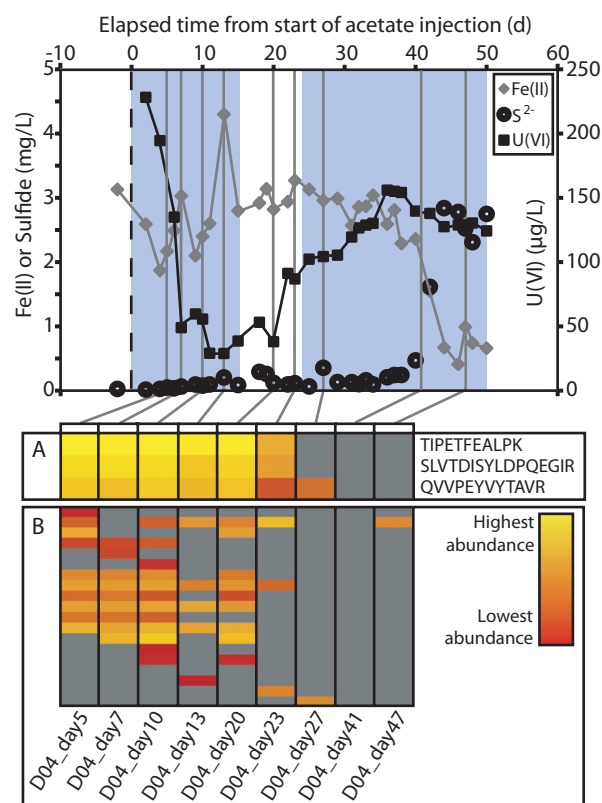 Elapsed time from start of acetate injection (d)
-10 0 10 20 30 40 50 60
5 4 3 2 1 0
Fe(II) or Sulfide (mg/L)
250 200 150 100 50 0
U(VI) (µg/L)
Fe(II)
S2-
U(VI)
A
TIPETFEALPK
SLVTDISYLDPQEGIR
QVVPEYVYTAVR
B
Highest
abundance
Lowest
abundance
D04_day5
D04_day7
D04_day10
D04_day13
D04_day20
D04_day23
D04_day27
D04_day41
D04_day47